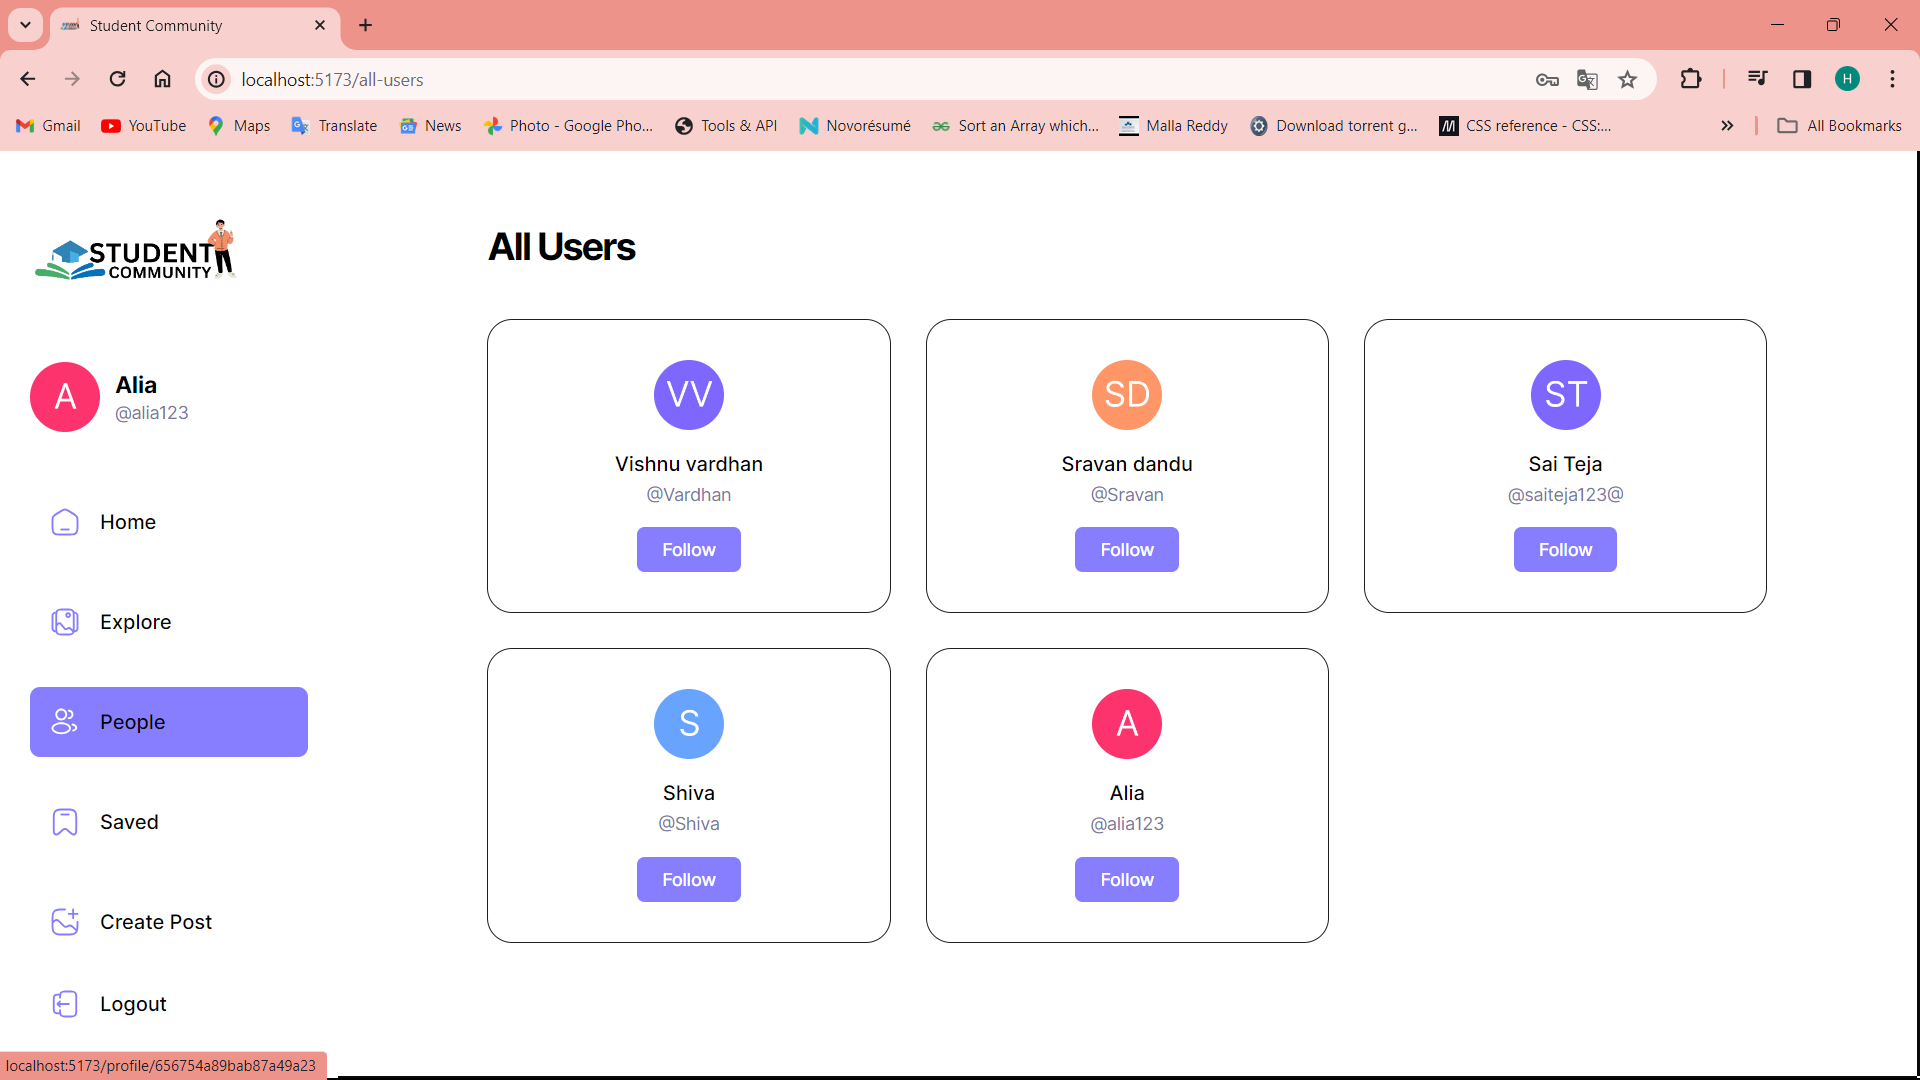 Student Community
localhost:5173/all-users
H
Gmail YouTube Maps Translate News Photo - Google Pho... Tools & API Novorésumé Sort an Array which... Malla Reddy Download torrent g... CSS reference - CSS:... All Bookmarks
STUDENT
COMMUNITY
A
Alia
@alia123
Home
Explore
People
Saved
Create Post
Logout
All Users
VV
Vishnu vardhan
@Vardhan
Follow
SD
Sravan dandu
@Sravan
Follow
ST
Sai Teja
@saiteja123@
Follow
S
Shiva
@Shiva
Follow
A
Alia
@alia123
Follow
localhost:5173/profile/656754a89bab87a49a23